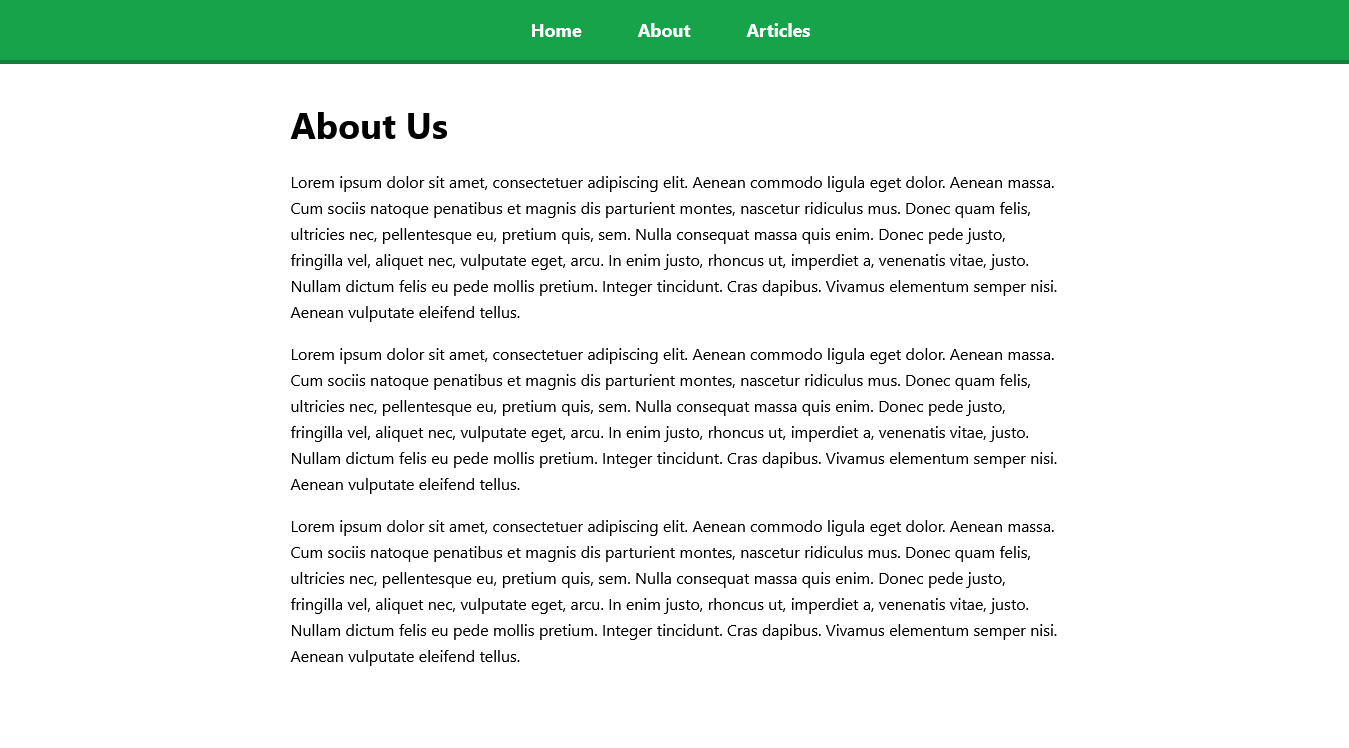 Home About Articles
About Us
Lorem ipsum dolor sit amet, consectetuer adipiscing elit. Aenean commodo ligula eget dolor. Aenean massa.
Cum sociis natoque penatibus et magnis dis parturient montes, nascetur ridiculus mus. Donec quam felis,
ultricies nec, pellentesque eu, pretium quis, sem. Nulla consequat massa quis enim. Donec pede justo,
fringilla vel, aliquet nec, vulputate eget, arcu. In enim justo, rhoncus ut, imperdiet a, venenatis vitae, justo.
Nullam dictum felis eu pede mollis pretium. Integer tincidunt. Cras dapibus. Vivamus elementum semper nisi.
Aenean vulputate eleifend tellus.
Lorem ipsum dolor sit amet, consectetuer adipiscing elit. Aenean commodo ligula eget dolor. Aenean massa.
Cum sociis natoque penatibus et magnis dis parturient montes, nascetur ridiculus mus. Donec quam felis,
ultricies nec, pellentesque eu, pretium quis, sem. Nulla consequat massa quis enim. Donec pede justo,
fringilla vel, aliquet nec, vulputate eget, arcu. In enim justo, rhoncus ut, imperdiet a, venenatis vitae, justo.
Nullam dictum felis eu pede mollis pretium. Integer tincidunt. Cras dapibus. Vivamus elementum semper nisi.
Aenean vulputate eleifend tellus.
Lorem ipsum dolor sit amet, consectetuer adipiscing elit. Aenean commodo ligula eget dolor. Aenean massa.
Cum sociis natoque penatibus et magnis dis parturient montes, nascetur ridiculus mus. Donec quam felis,
ultricies nec, pellentesque eu, pretium quis, sem. Nulla consequat massa quis enim. Donec pede justo,
fringilla vel, aliquet nec, vulputate eget, arcu. In enim justo, rhoncus ut, imperdiet a, venenatis vitae, justo.
Nullam dictum felis eu pede mollis pretium. Integer tincidunt. Cras dapibus. Vivamus elementum semper nisi.
Aenean vulputate eleifend tellus.